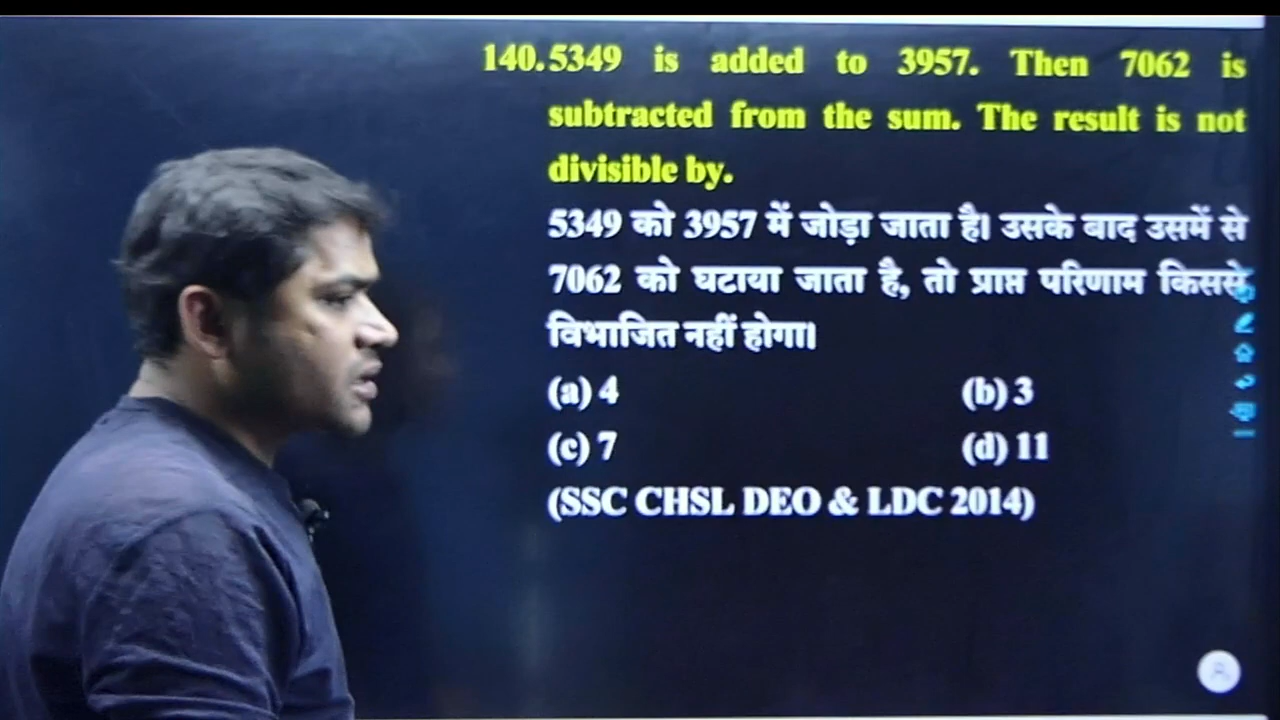 140. 5349 is added to 3957. Then 7062 is
subtracted from the sum. The result is not
divisible by.
5349 को 3957 में जोड़ा जाता है। उसके बाद उसमें से
7062 को घटाया जाता है, तो प्राप्त परिणाम किससे
विभाजित नहीं होगा।
(a) 4 (b) 3
(c) 7 (d) 11
(SSC CHSL DEO & LDC 2014)